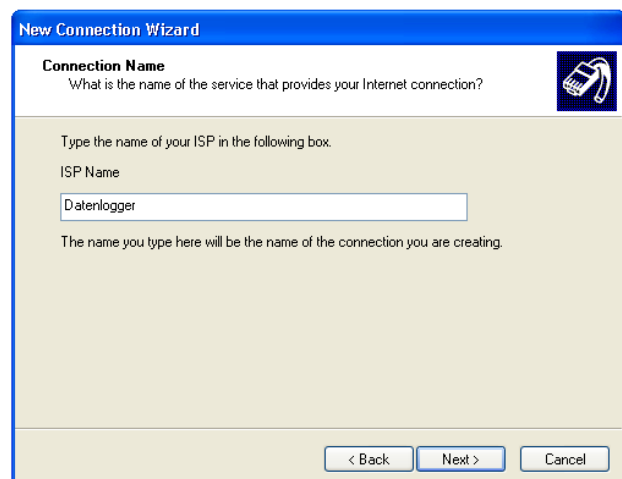 New Connection Wizard
Connection Name
What is the name of the service that provides your Internet connection?
Type the name of your ISP in the following box.
ISP Name
Datenlogger
The name you type here will be the name of the connection you are creating.
< Back Next > Cancel